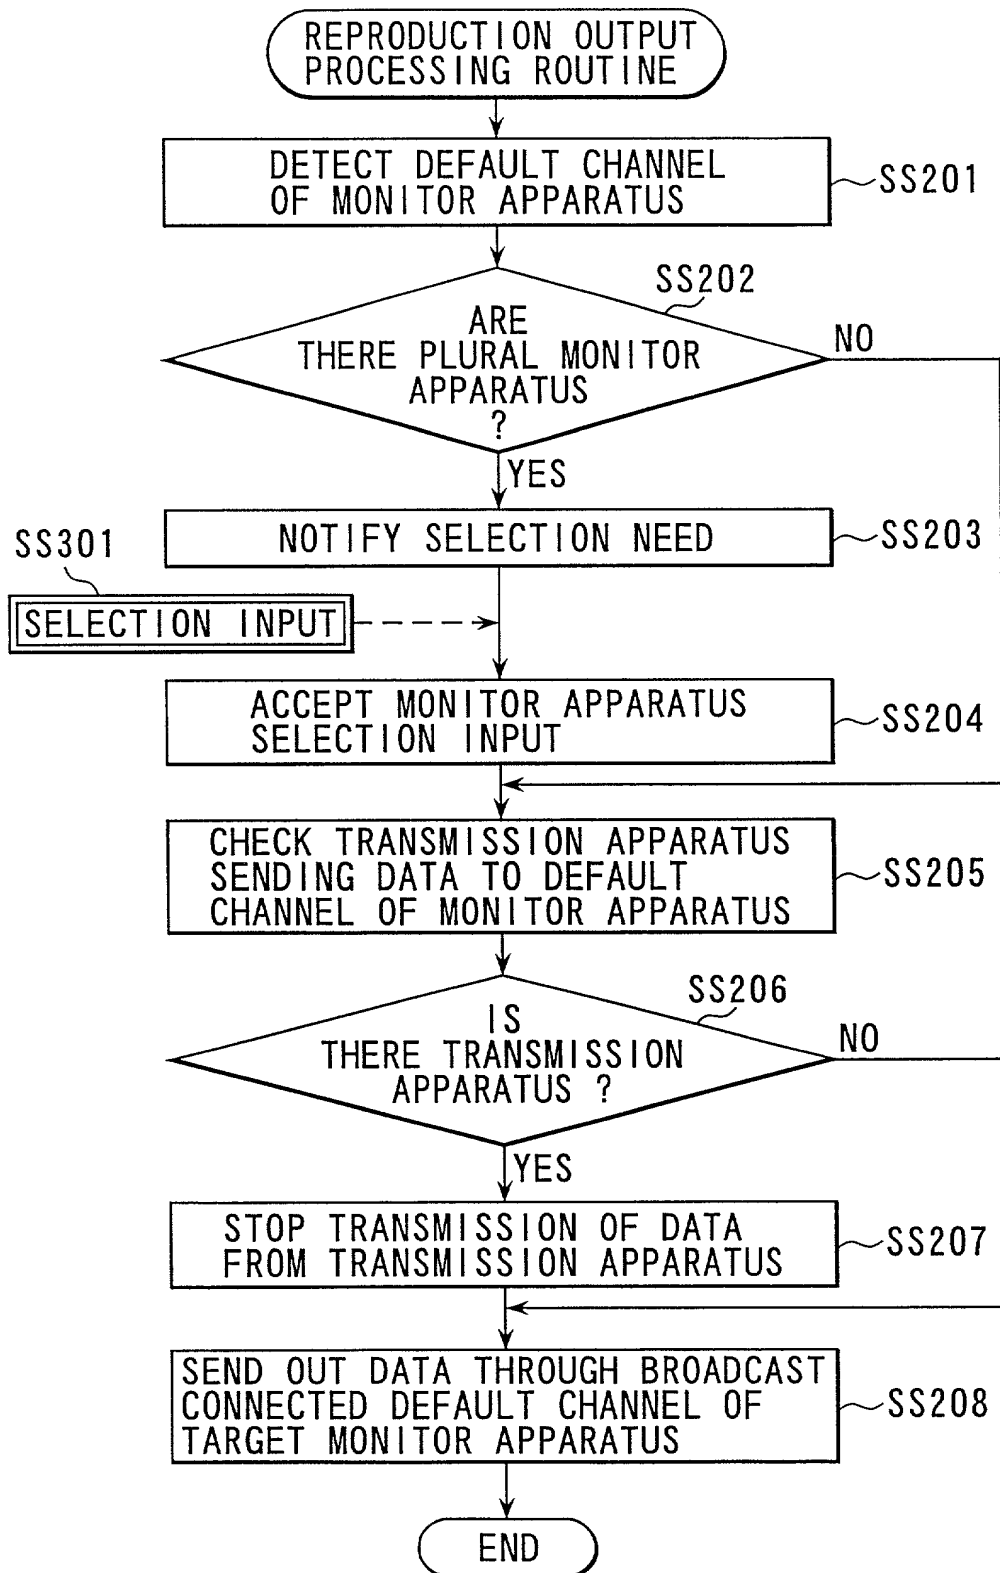 REPRODUCTION OUTPUT
PROCESSING ROUTINE
DETECT DEFAULT CHANNEL
OF MONITOR APPARATUS
SS201
SS202
ARE
THERE PLURAL MONITOR
APPARATUS
?
NO
YES
NOTIFY SELECTION NEED
SS203
SS301
SELECTION INPUT
ACCEPT MONITOR APPARATUS
SELECTION INPUT
SS204
CHECK TRANSMISSION APPARATUS
SENDING DATA TO DEFAULT
CHANNEL OF MONITOR APPARATUS
SS205
SS206
IS
THERE TRANSMISSION
APPARATUS ?
NO
YES
STOP TRANSMISSION OF DATA
FROM TRANSMISSION APPARATUS
SS207
SEND OUT DATA THROUGH BROADCAST
CONNECTED DEFAULT CHANNEL OF
TARGET MONITOR APPARATUS
SS208
END